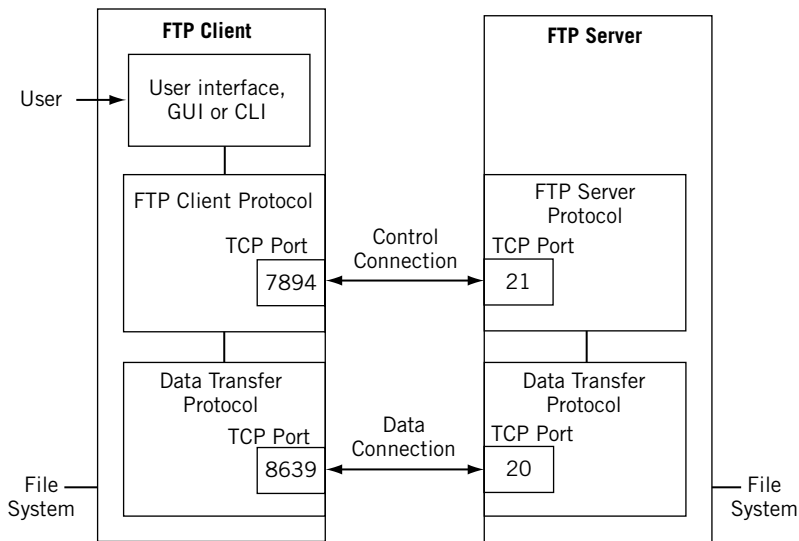 FTP Client
FTP Server
User
User interface,
GUI or CLI
FTP Client Protocol
TCP Port
7894
Control
Connection
FTP Server
Protocol
TCP Port
21
Data Transfer
Protocol
TCP Port
8639
Data
Connection
Data Transfer
Protocol
TCP Port
20
File
System
File
System